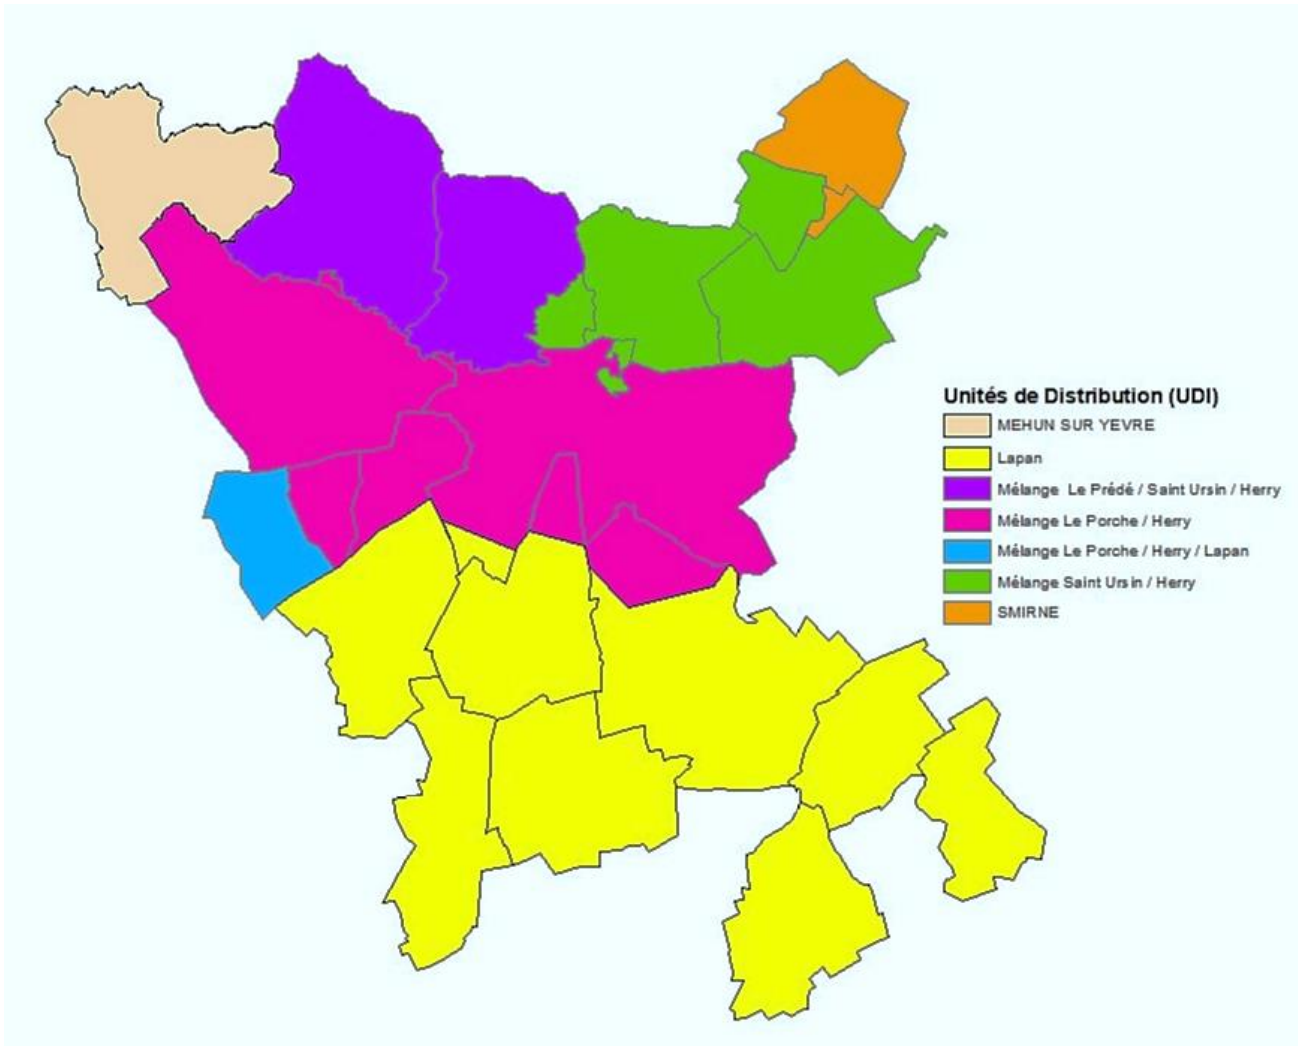 Unités de Distribution (UDI)
MEHUN SUR YEVRE
Lapan
Mélange Le Prédé / Saint Ursin / Herry
Mélange Le Porche / Herry
Mélange Le Porche / Herry / Lapan
Mélange Saint Ursin / Herry
SMIRNE